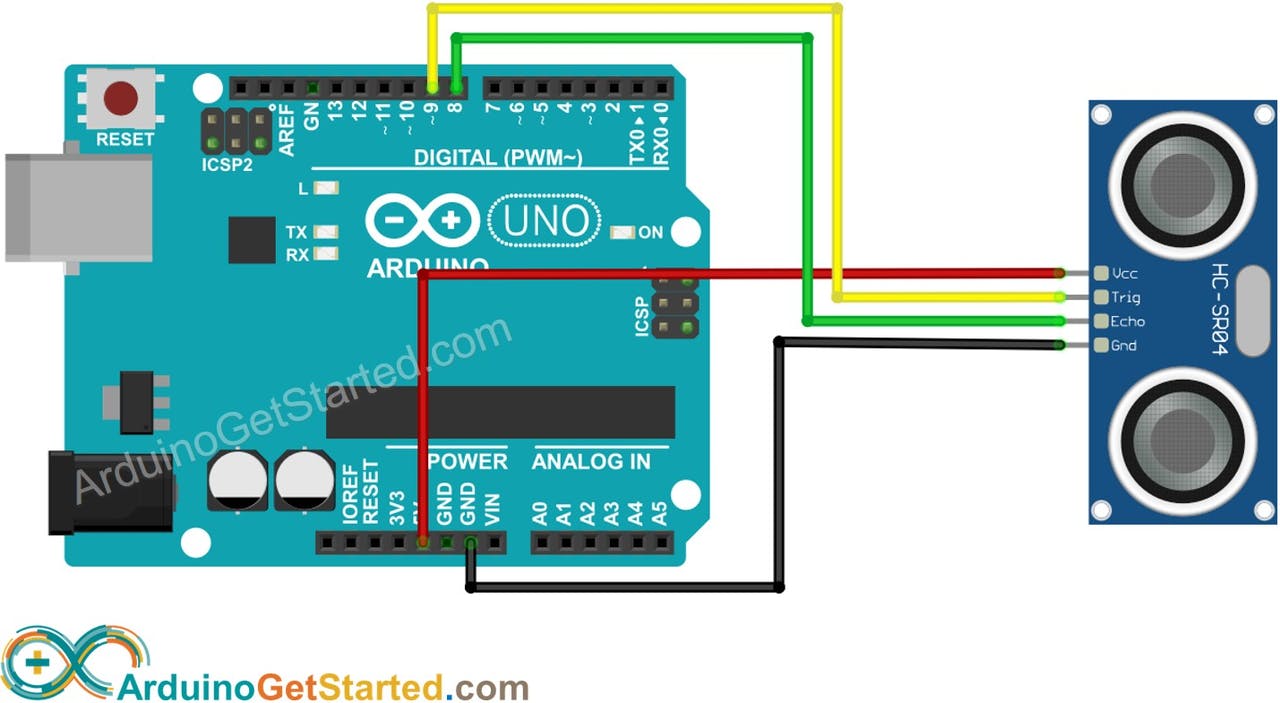 RESET
ICSP2
AREF
GN
13
12
~11
~10
~9
8
7
~6
~5
4
~3
2
TX0▶1
RX0◀0
DIGITAL (PWM~)
L
TX
RX
UNO
ON
ARDUINO
ICSP
Vcc
Trig
Echo
Gnd
HC-SR04
ArduinoGetStarted.com
POWER
ANALOG IN
IOREF
RESET
3V3
5V
GND
GND
VIN
A0
A1
A2
A3
A4
A5
ArduinoGetStarted.com